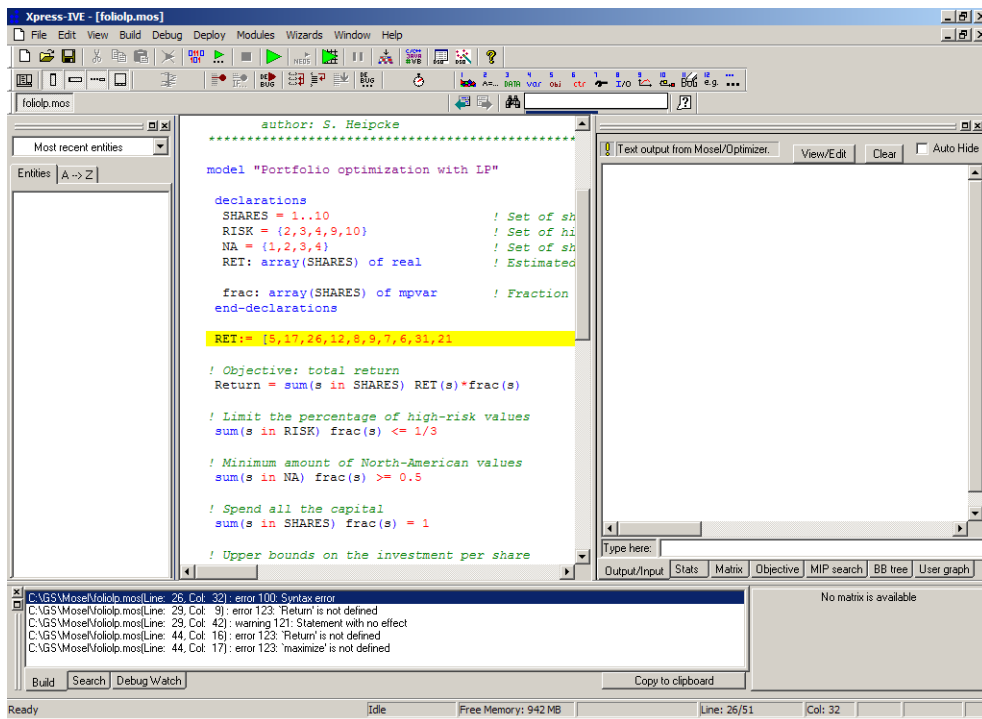 Xpress-IVE - [foliolp.mos]
File Edit View Build Debug Deploy Modules Wizards Window Help
foliolp.mos
Most recent entities
Entities A --> Z
author: S. Heipcke
*************************************************
model "Portfolio optimization with LP"
declarations
SHARES = 1..10 ! Set of sh
RISK = {2,3,4,9,10} ! Set of hi
NA = {1,2,3,4} ! Set of sh
RET: array(SHARES) of real ! Estimated
frac: array(SHARES) of mpvar ! Fraction
end-declarations
RET:= [5,17,26,12,8,9,7,6,31,21
! Objective: total return
Return = sum(s in SHARES) RET(s)*frac(s)
! Limit the percentage of high-risk values
sum(s in RISK) frac(s) <= 1/3
! Minimum amount of North-American values
sum(s in NA) frac(s) >= 0.5
! Spend all the capital
sum(s in SHARES) frac(s) = 1
! Upper bounds on the investment per share
Text output from Mosel/Optimizer. View/Edit Clear Auto Hide
Type here:
Output/Input Stats Matrix Objective MIP search BB tree User graph
C:\GS\Mosel\foliolp.mos(Line: 26, Col: 32) : error 100: Syntax error
C:\GS\Mosel\foliolp.mos(Line: 29, Col: 9) : error 123: `Return' is not defined
C:\GS\Mosel\foliolp.mos(Line: 29, Col: 42) : warning 121: Statement with no effect
C:\GS\Mosel\foliolp.mos(Line: 44, Col: 16) : error 123: `Return' is not defined
C:\GS\Mosel\foliolp.mos(Line: 44, Col: 17) : error 123: `maximize' is not defined
No matrix is available
Build Search Debug Watch Copy to clipboard
Ready Idle Free Memory: 942 MB Line: 26/51 Col: 32